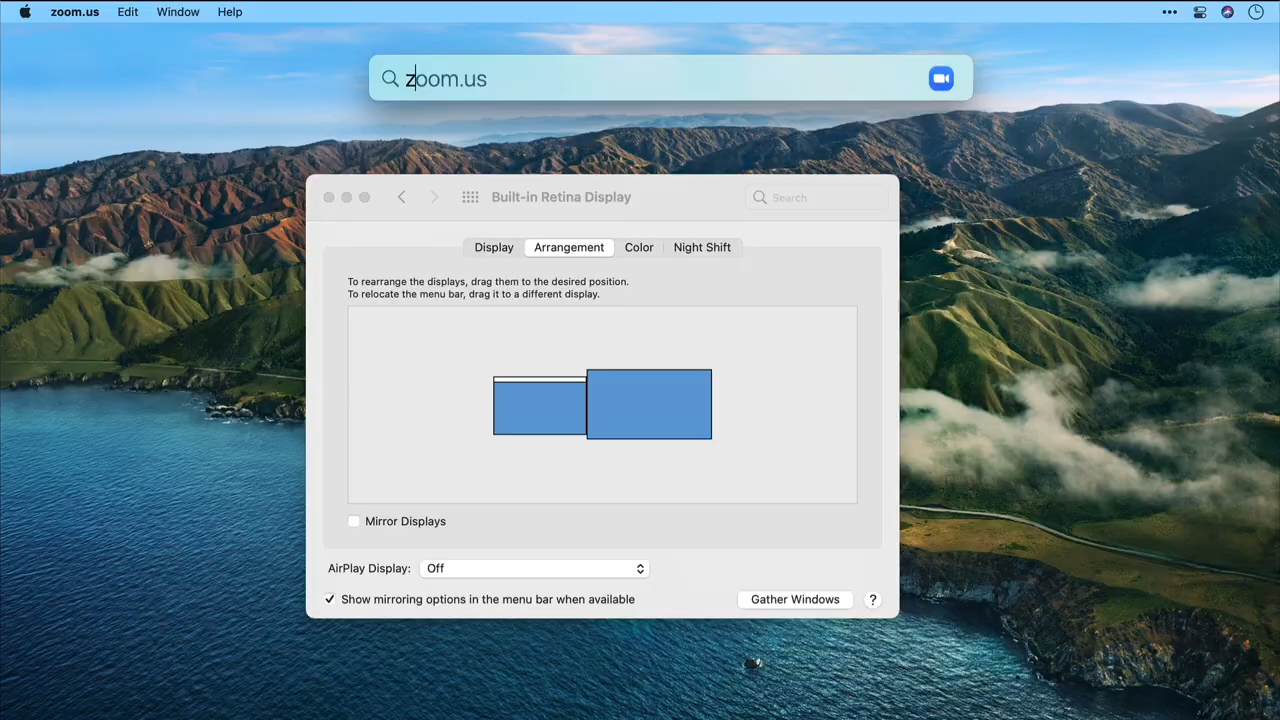 zoom.us Edit Window Help
zoom.us
Built-in Retina Display
Search
Display Arrangement Color Night Shift
To rearrange the displays, drag them to the desired position.
To relocate the menu bar, drag it to a different display.
Mirror Displays
AirPlay Display: Off
Show mirroring options in the menu bar when available
Gather Windows ?